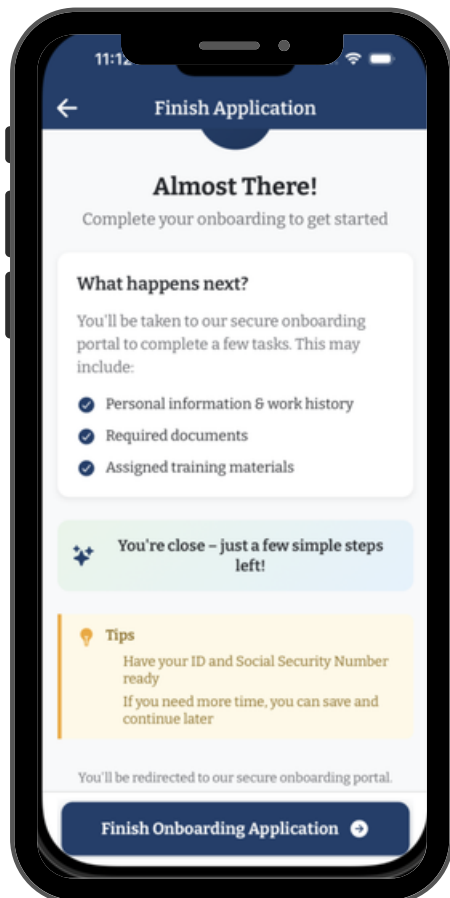 Finish Application
Almost There!
Complete your onboarding to get started
What happens next?
You'll be taken to our secure onboarding
portal to complete a few tasks. This may
include:
Personal information & work history
Required documents
Assigned training materials
You're close – just a few simple steps
left!
Tips
Have your ID and Social Security Number
ready
If you need more time, you can save and
continue later
You'll be redirected to our secure onboarding portal.
Finish Onboarding Application